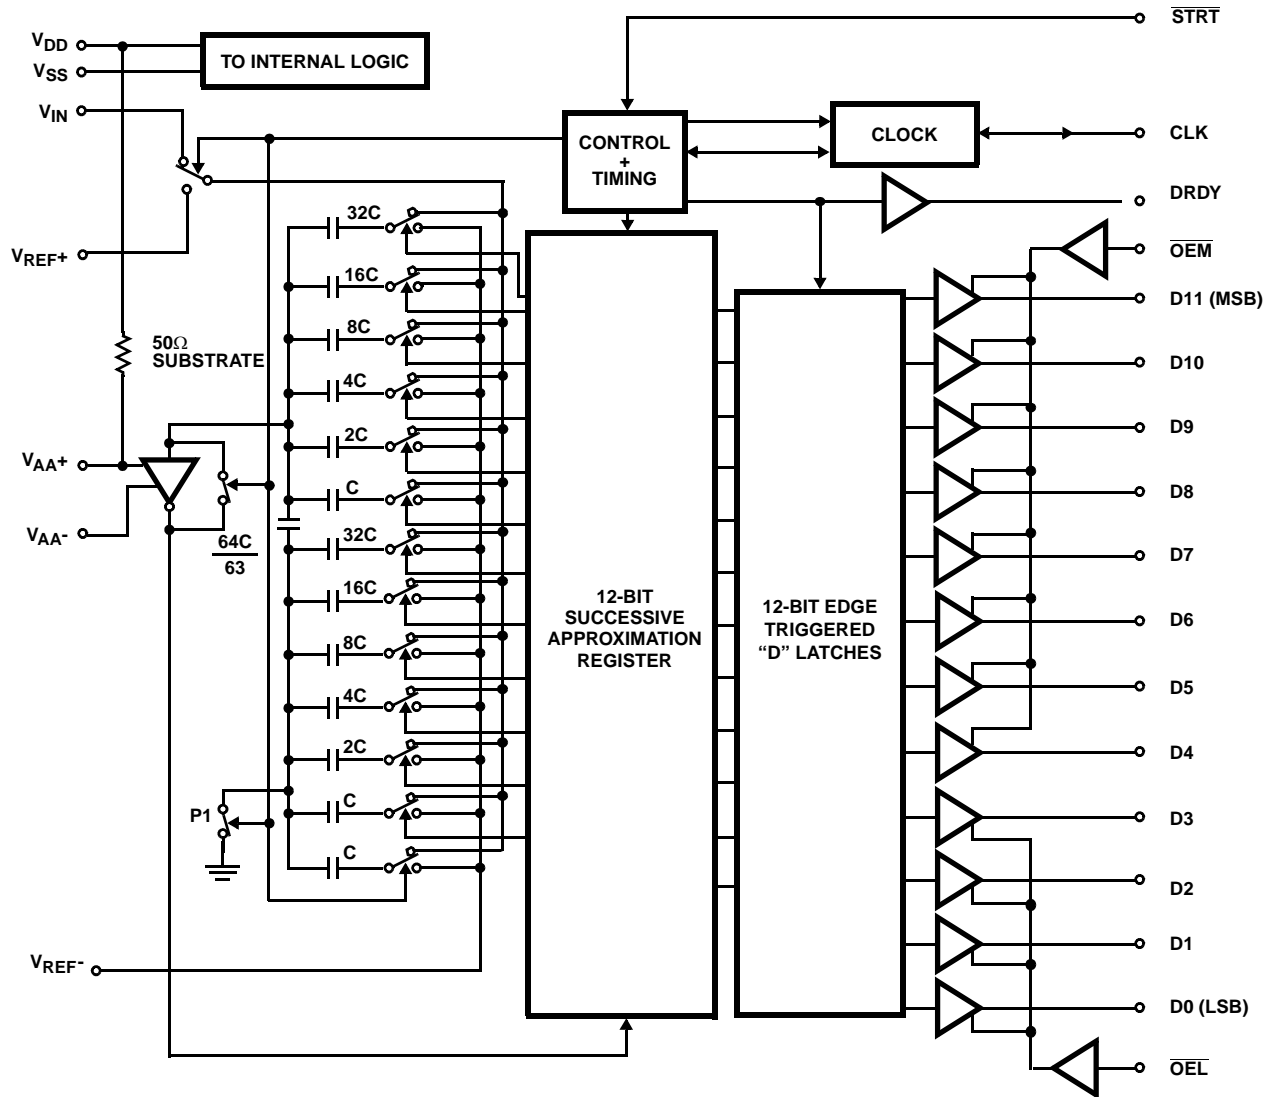 STRT
VDD
VSS
TO INTERNAL LOGIC
VIN
CONTROL
+
TIMING
CLOCK
CLK
DRDY
VREF+
OEM
32C
16C
8C
4C
2C
C
64C
63
32C
16C
8C
4C
2C
C
C
50Ω
SUBSTRATE
VAA+
VAA-
P1
VREF-
12-BIT
SUCCESSIVE
APPROXIMATION
REGISTER
12-BIT EDGE
TRIGGERED
“D” LATCHES
D11 (MSB)
D10
D9
D8
D7
D6
D5
D4
D3
D2
D1
D0 (LSB)
OEL